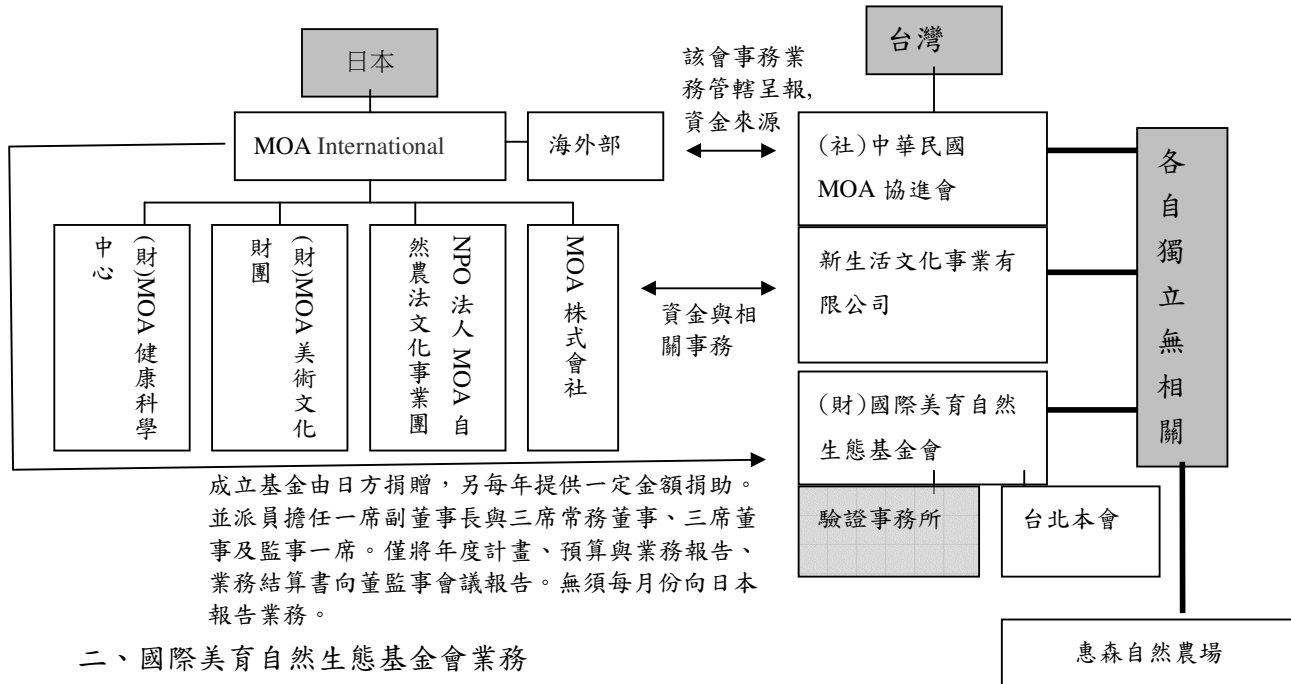 日本
台灣
該會事務業
務管轄呈報,
資金來源
MOA International
海外部
(社)中華民國
MOA 協進會
各自獨立無相關
(財)MOA 健康科學
中心
(財)MOA 美術文化
財團
NPO 法人 MOA 自
然農法文化事業團
MOA 株式會社
資金與相
關事務
新生活文化事業有
限公司
(財)國際美育自然
生態基金會
驗證事務所
台北本會
成立基金由日方捐贈，另每年提供一定金額捐助。
並派員擔任一席副董事長與三席常務董事、三席董
事及監事一席。僅將年度計畫、預算與業務報告、
業務結算書向董監事會議報告。無須每月份向日本
報告業務。
惠森自然農場
二、國際美育自然生態基金會業務